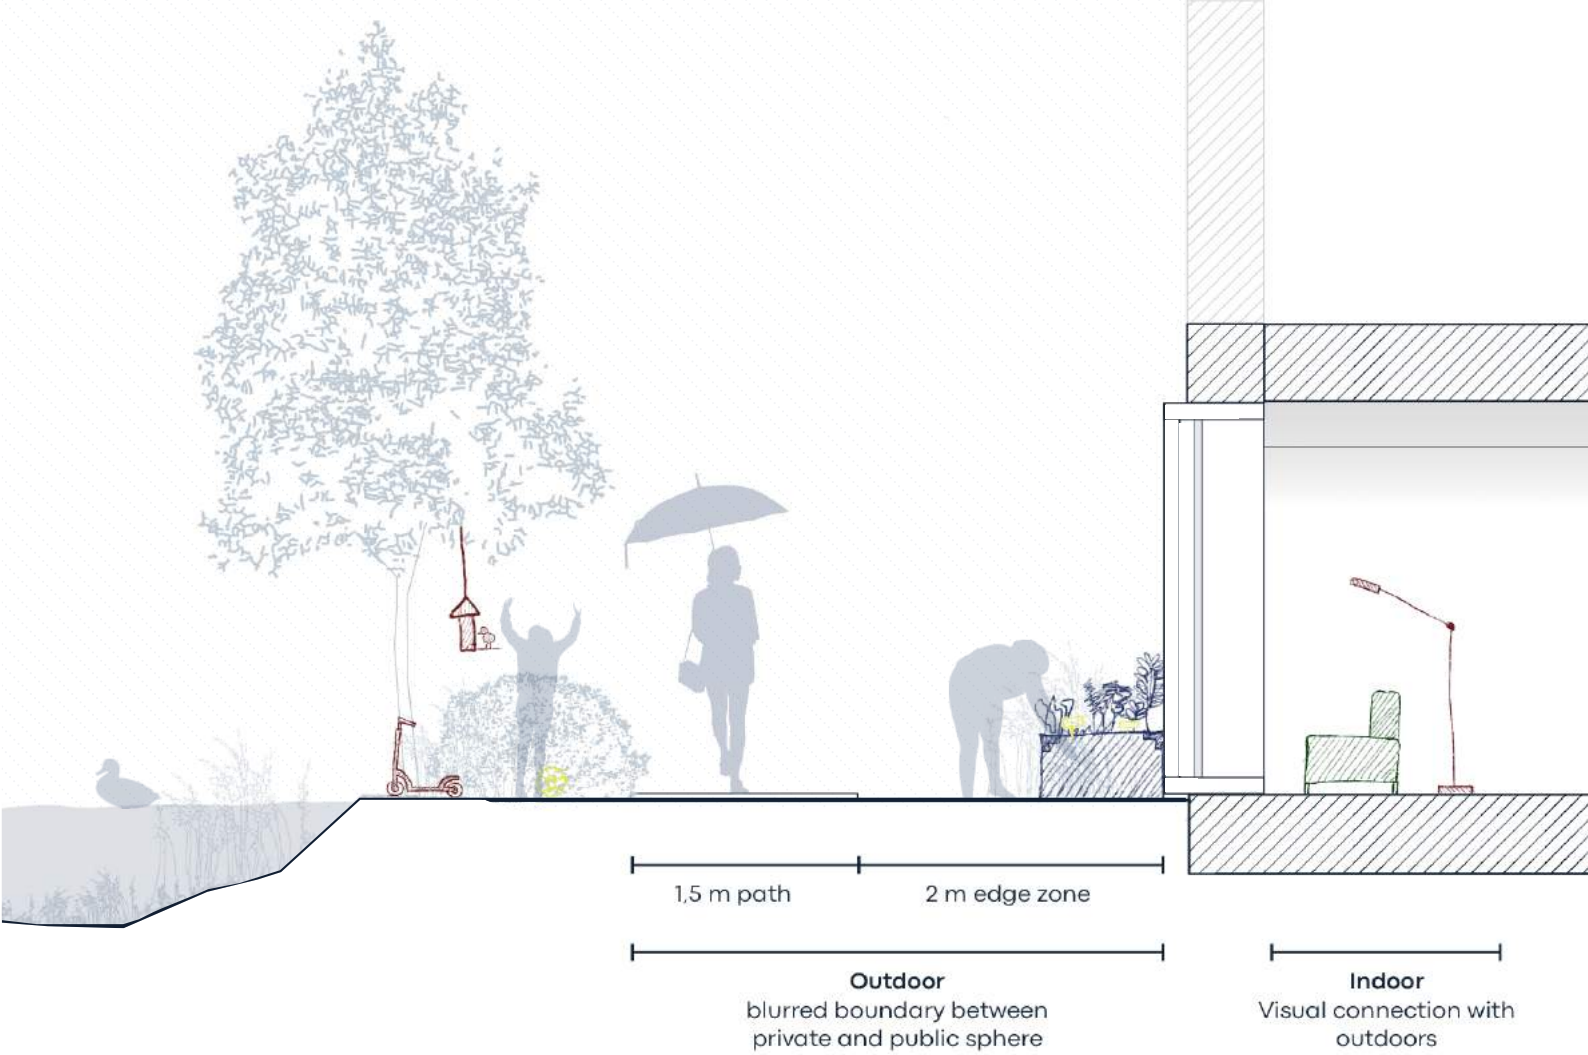 1,5 m path
2 m edge zone
Outdoor
blurred boundary between
private and public sphere
Indoor
Visual connection with
outdoors